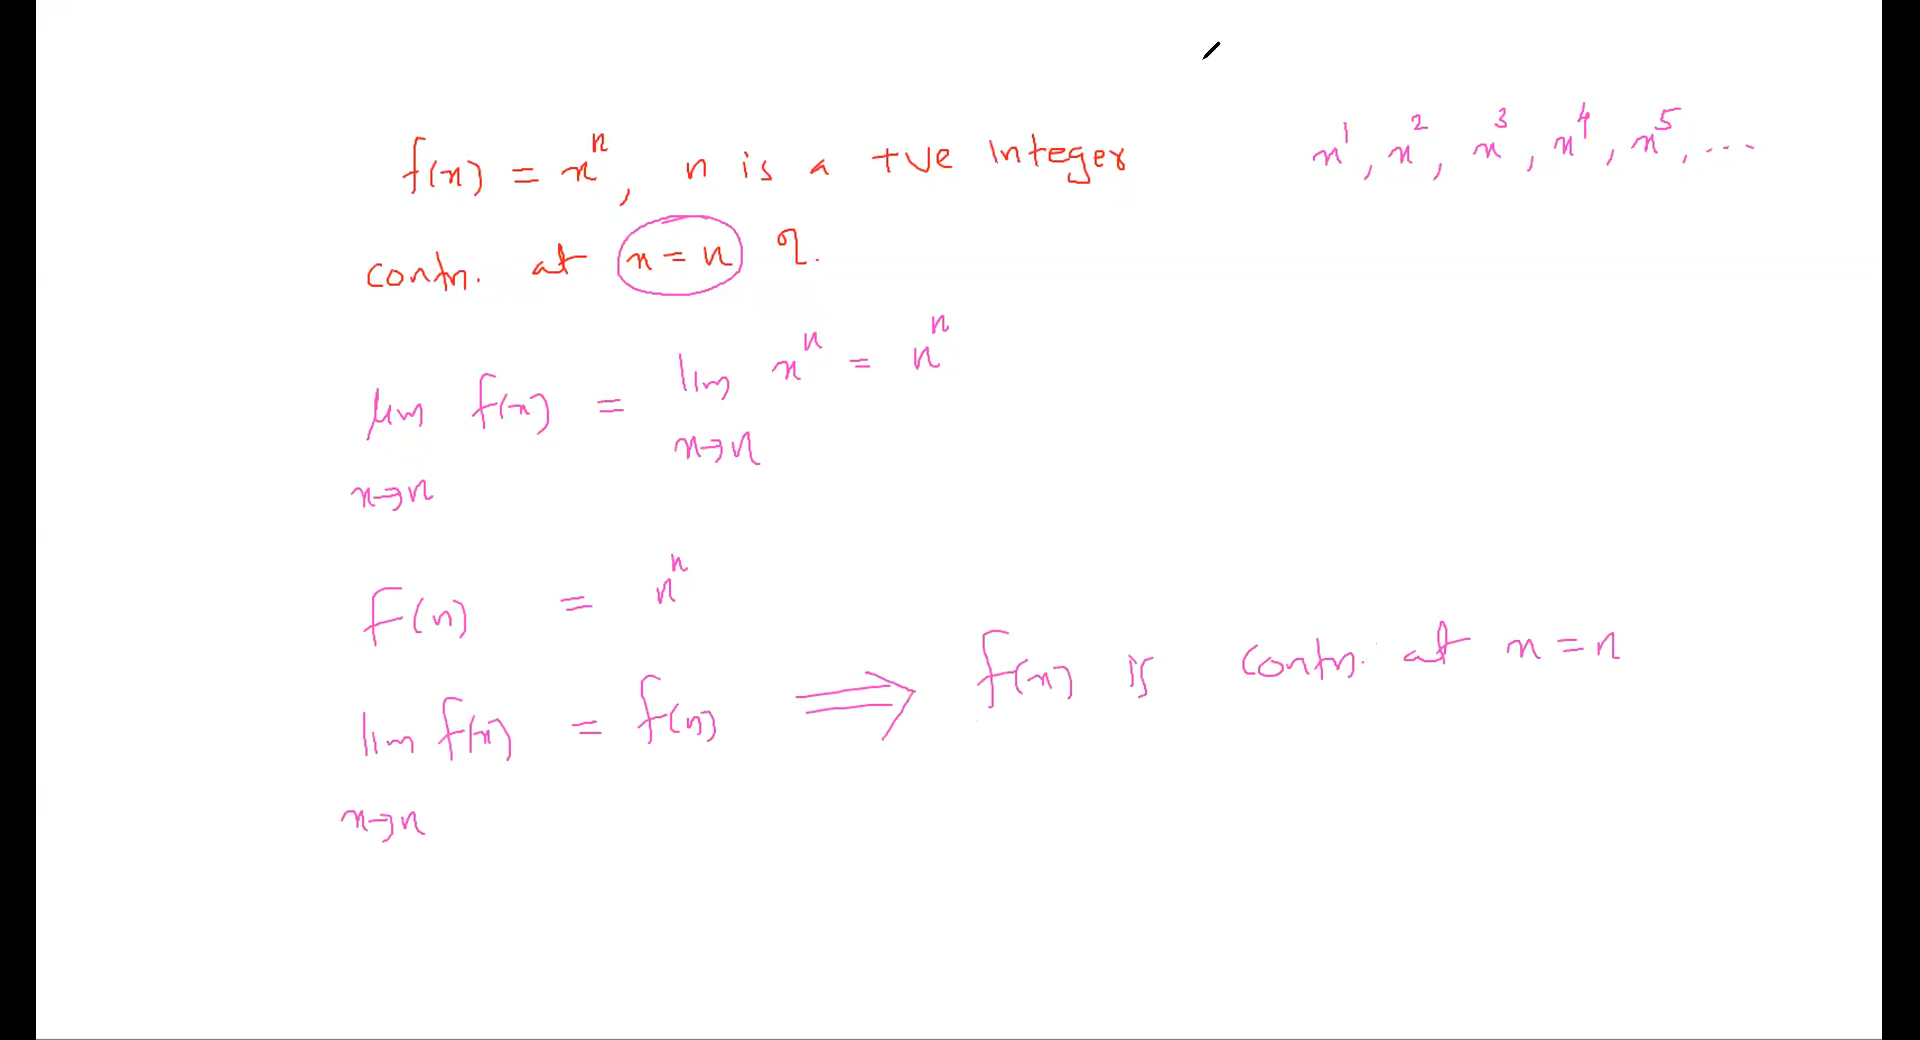 f(x) = x^n, n is a +ve Integer
x^1, x^2, x^3, x^4, x^5, ...
contn. at x = n ?.
lim f(x) = lim x^n = n^n
x→n x→n
f(n) = n^n
lim f(x) = f(n) ⟹ f(x) is contn. at x = n
x→n